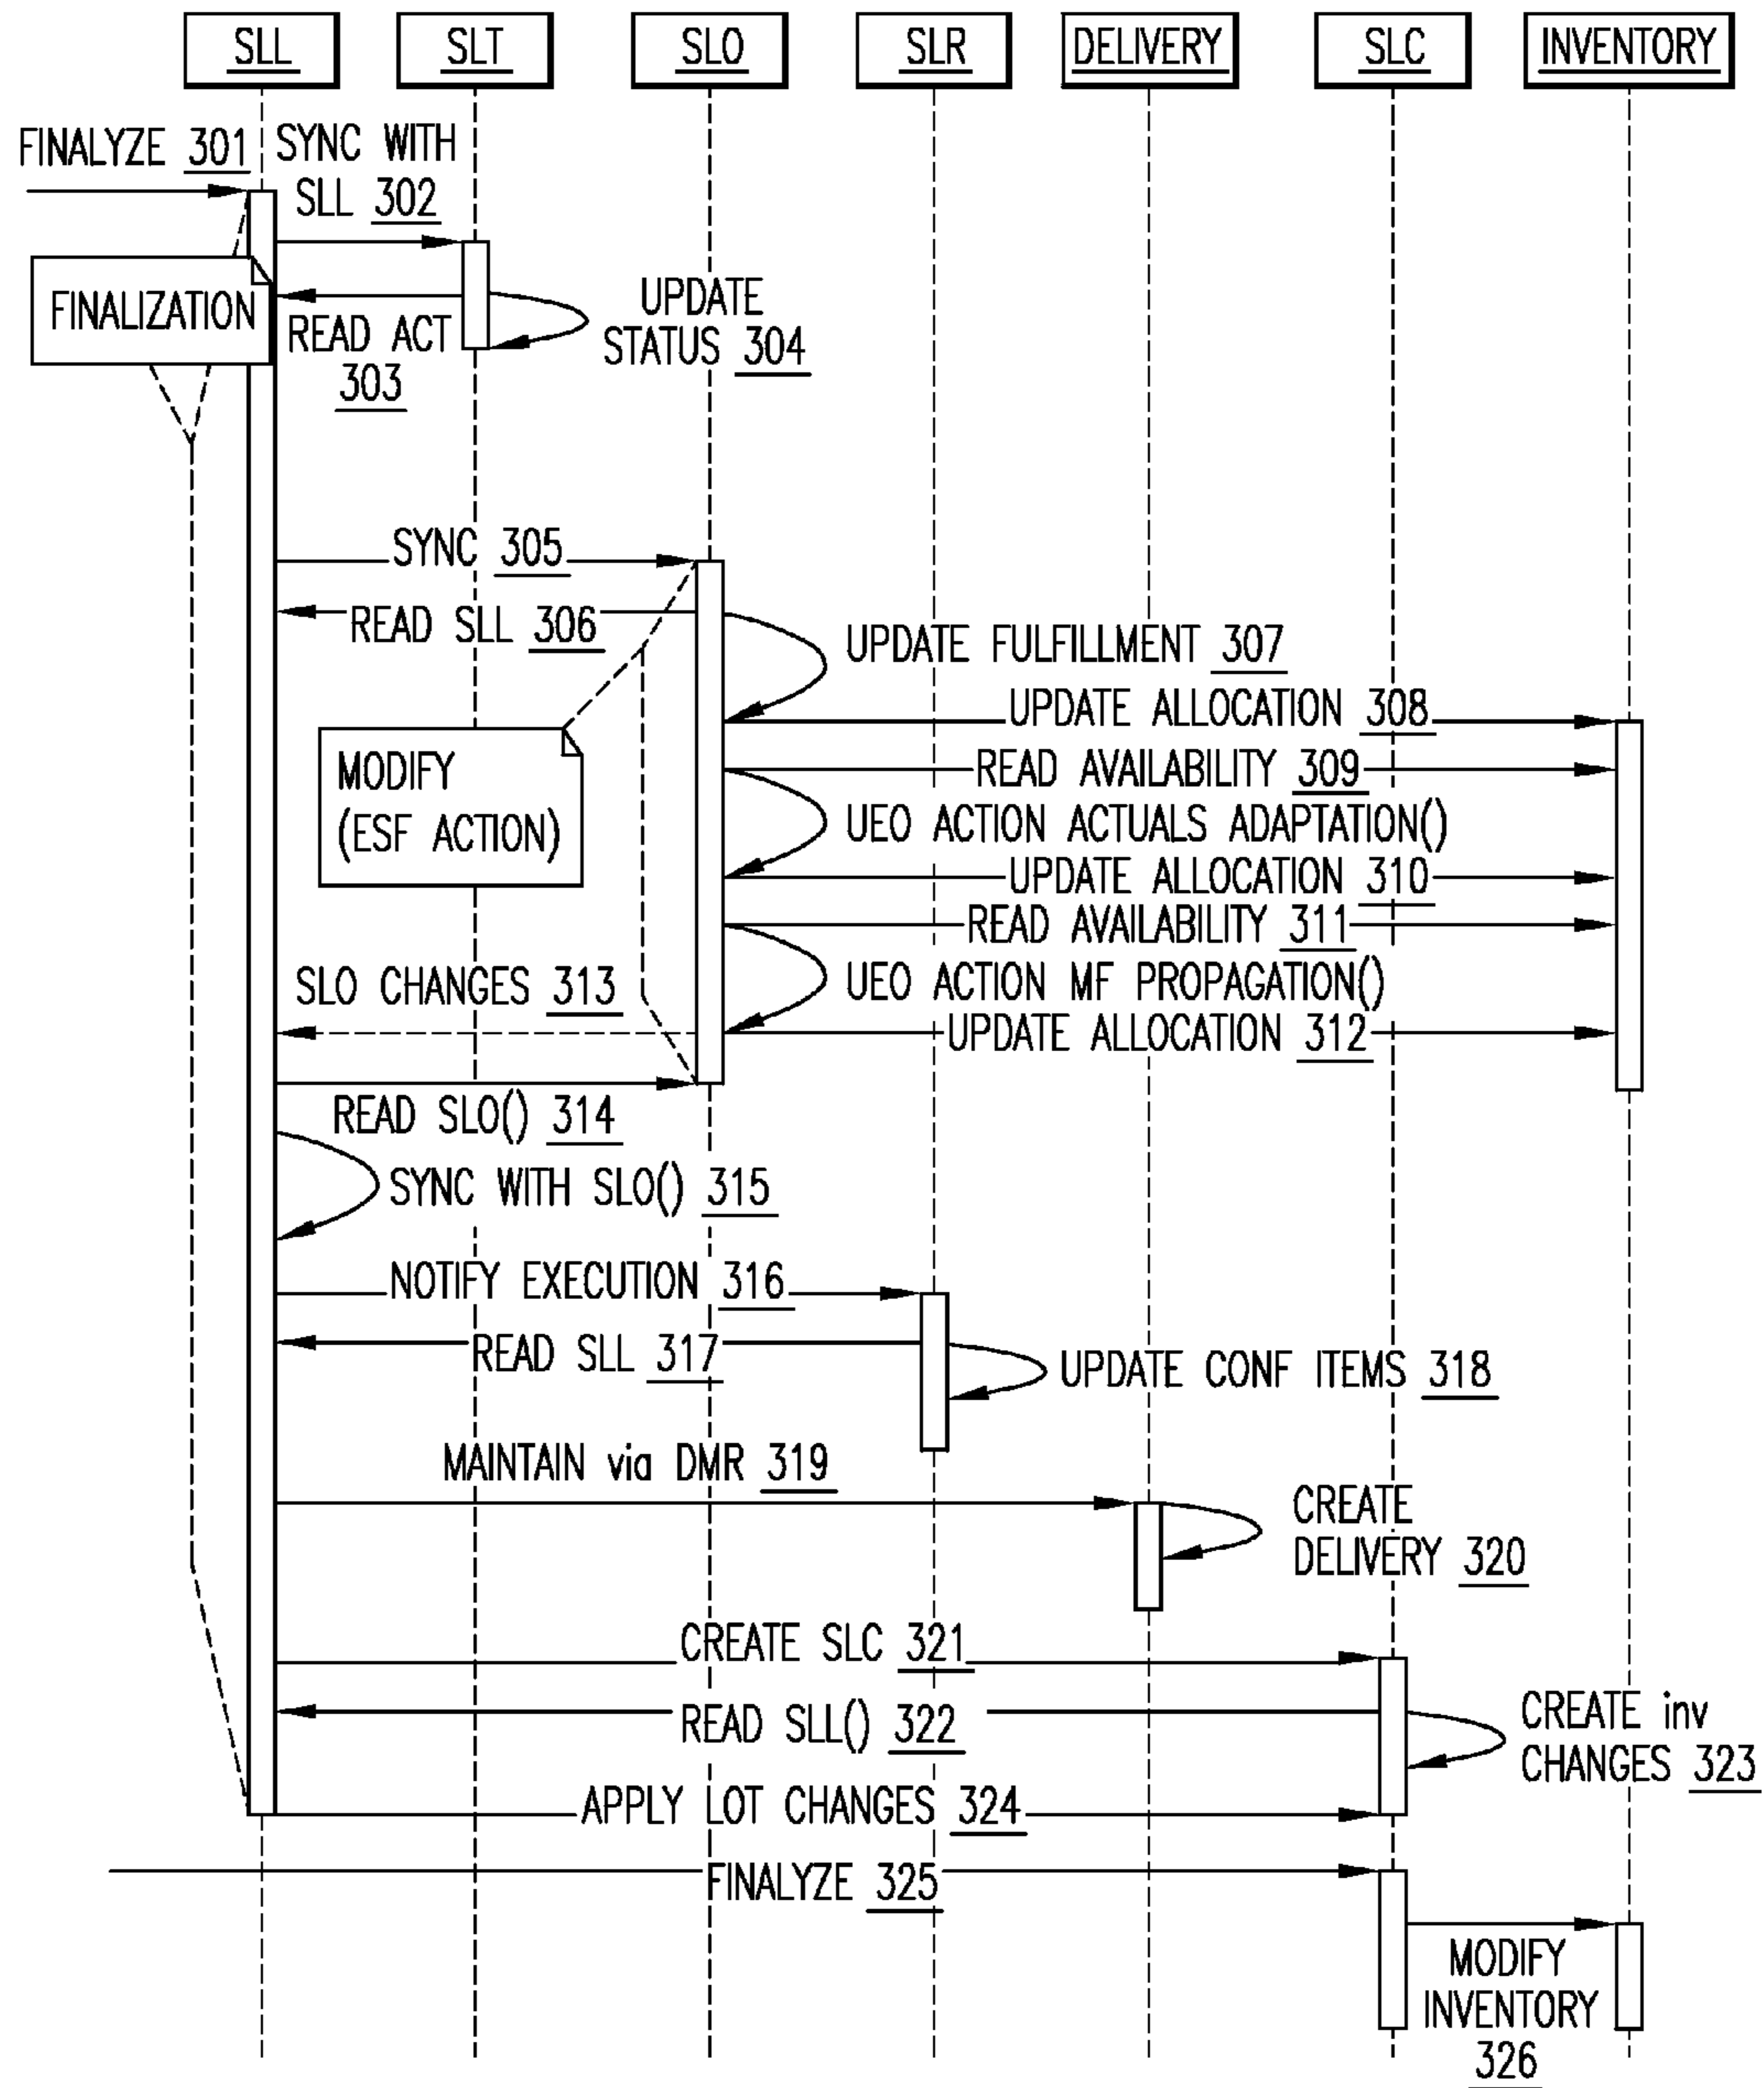 SLL SLT SLO SLR DELIVERY SLC INVENTORY
FINALYZE 301
SYNC WITH
SLL 302
FINALIZATION
READ ACT
303
UPDATE
STATUS 304
SYNC 305
READ SLL 306
UPDATE FULFILLMENT 307
UPDATE ALLOCATION 308
MODIFY
(ESF ACTION)
READ AVAILABILITY 309
UEO ACTION ACTUALS ADAPTATION()
UPDATE ALLOCATION 310
READ AVAILABILITY 311
SLO CHANGES 313
UEO ACTION MF PROPAGATION()
UPDATE ALLOCATION 312
READ SLO() 314
SYNC WITH SLO() 315
NOTIFY EXECUTION 316
READ SLL 317
UPDATE CONF ITEMS 318
MAINTAIN via DMR 319
CREATE
DELIVERY 320
CREATE SLC 321
READ SLL() 322
CREATE inv
CHANGES 323
APPLY LOT CHANGES 324
FINALYZE 325
MODIFY
INVENTORY
326